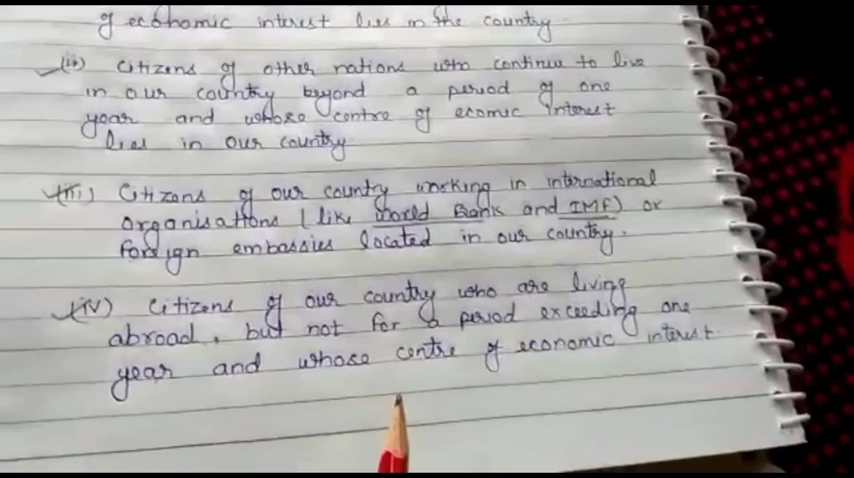 of economic interest lies in the country
(ii) Citizens of other nations who continue to live
in our country beyond a period of one
year and whose centre of ecomic interest
lies in our country
(iii) Citizens of our country working in international
organisations (like World Bank and IMF) or
foreign embassies located in our country.
(iv) Citizens of our country who are living
abroad, but not for a period exceeding one
year and whose centre of economic interest